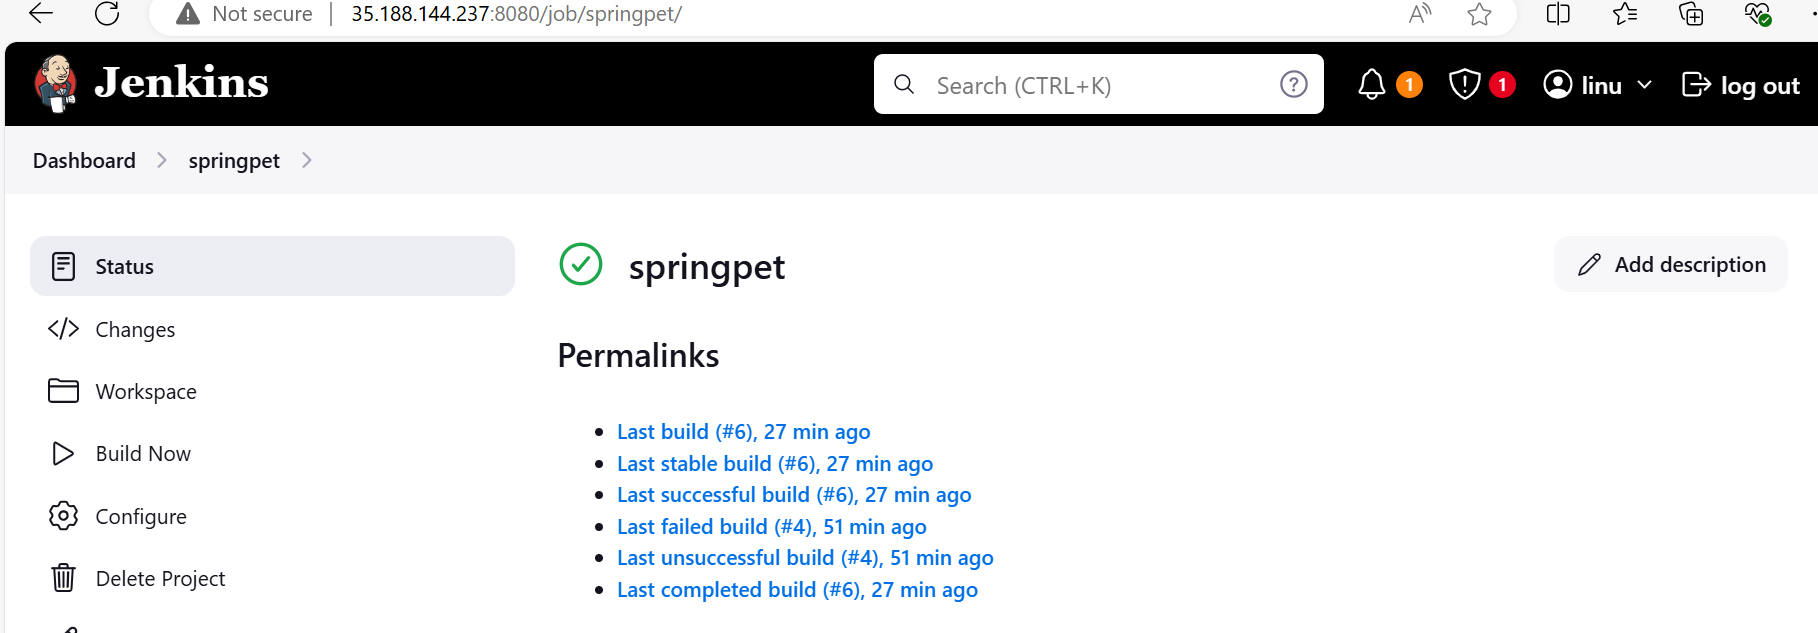 Not secure | 35.188.144.237:8080/job/springpet/
Jenkins
Search (CTRL+K)
1
1
linu
log out
Dashboard
springpet
Status
Changes
Workspace
Build Now
Configure
Delete Project
springpet
Add description
Permalinks
Last build (#6), 27 min ago
Last stable build (#6), 27 min ago
Last successful build (#6), 27 min ago
Last failed build (#4), 51 min ago
Last unsuccessful build (#4), 51 min ago
Last completed build (#6), 27 min ago